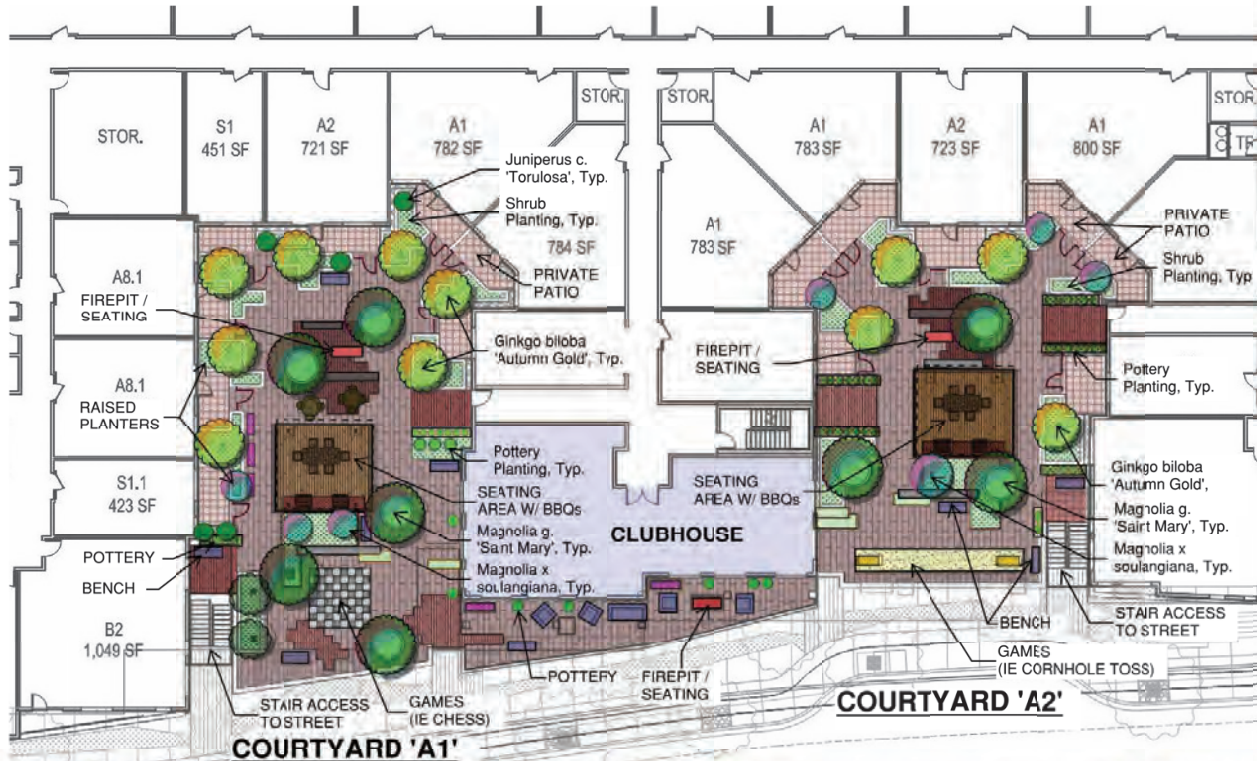 STOR.
S1
451 SF
A2
721 SF
A1
782 SF
STOR.
STOR.
A1
783 SF
A2
723 SF
A1
800 SF
STOR.
Juniperus c.
'Torulosa', Typ.
Shrub
Planting, Typ.
784 SF
PRIVATE
PATIO
A1
783 SF
PRIVATE
PATIO
Shrub
Planting, Typ
A8.1
FIREPIT /
SEATING
Ginkgo biloba
'Autumn Gold', Typ.
FIREPIT /
SEATING
Pottery
Planting, Typ.
A8.1
RAISED
PLANTERS
S1.1
423 SF
Pottery
Planting, Typ.
SEATING
AREA W/ BBQs
Magnolia g.
'Saint Mary', Typ.
Magnolia x
soulangiana, Typ.
SEATING
AREA W/ BBQs
CLUBHOUSE
Ginkgo biloba
'Autumn Gold',
Magnolia g.
'Saint Mary', Typ.
Magnolia x
soulangiana, Typ.
POTTERY
BENCH
B2
1,049 SF
STAIR ACCESS
TO STREET
GAMES
(IE CHESS)
POTTERY
FIREPIT /
SEATING
BENCH
GAMES
(IE CORNHOLE TOSS)
STAIR ACCESS
TO STREET
COURTYARD 'A1'
COURTYARD 'A2'